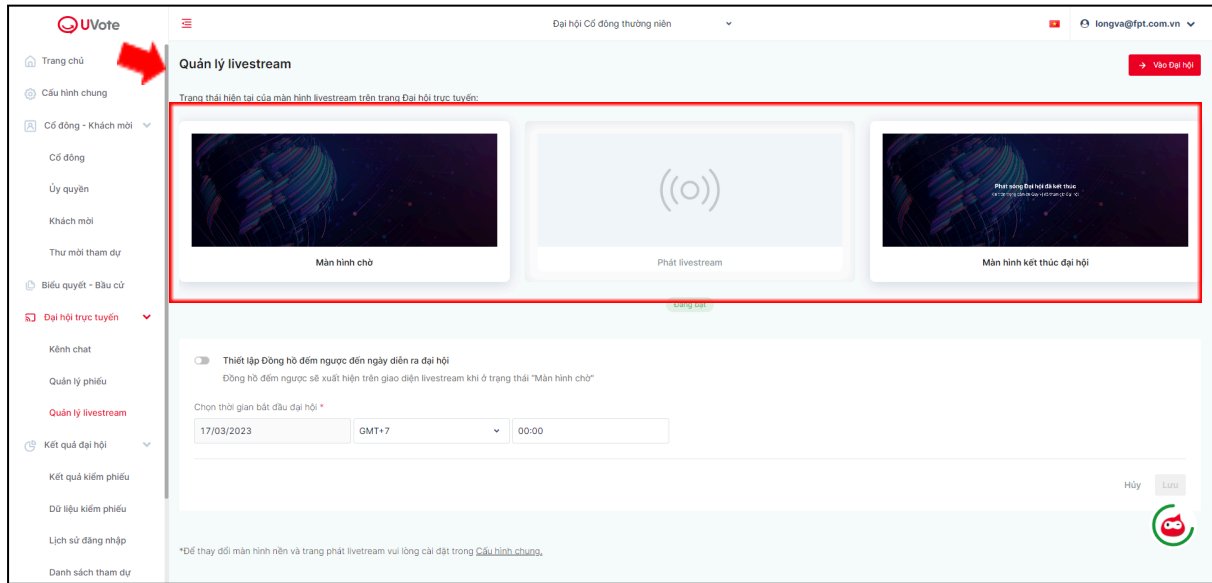 UVote
Đại hội Cổ đông thường niên
longva@fpt.com.vn
Trang chủ
Cấu hình chung
Cổ đông - Khách mời
Cổ đông
Ủy quyền
Khách mời
Thư mời tham dự
Biểu quyết - Bầu cử
Đại hội trực tuyến
Kênh chat
Quản lý phiếu
Quản lý livestream
Kết quả đại hội
Kết quả kiểm phiếu
Dữ liệu kiểm phiếu
Lịch sử đăng nhập
Danh sách tham dự
Quản lý livestream
Vào Đại hội
Trạng thái hiện tại của màn hình livestream trên trang Đại hội trực tuyến:
Màn hình chờ
Phát livestream
Phát sóng Đại hội đã kết thúc
Màn hình kết thúc đại hội
Đang bật
Thiết lập Đồng hồ đếm ngược đến ngày diễn ra đại hội
Đồng hồ đếm ngược sẽ xuất hiện trên giao diện livestream khi ở trạng thái "Màn hình chờ"
Chọn thời gian bắt đầu đại hội *
17/03/2023 GMT+7 00:00
Hủy Lưu
*Để thay đổi màn hình nền và trang phát livetream vui lòng cài đặt trong Cấu hình chung.